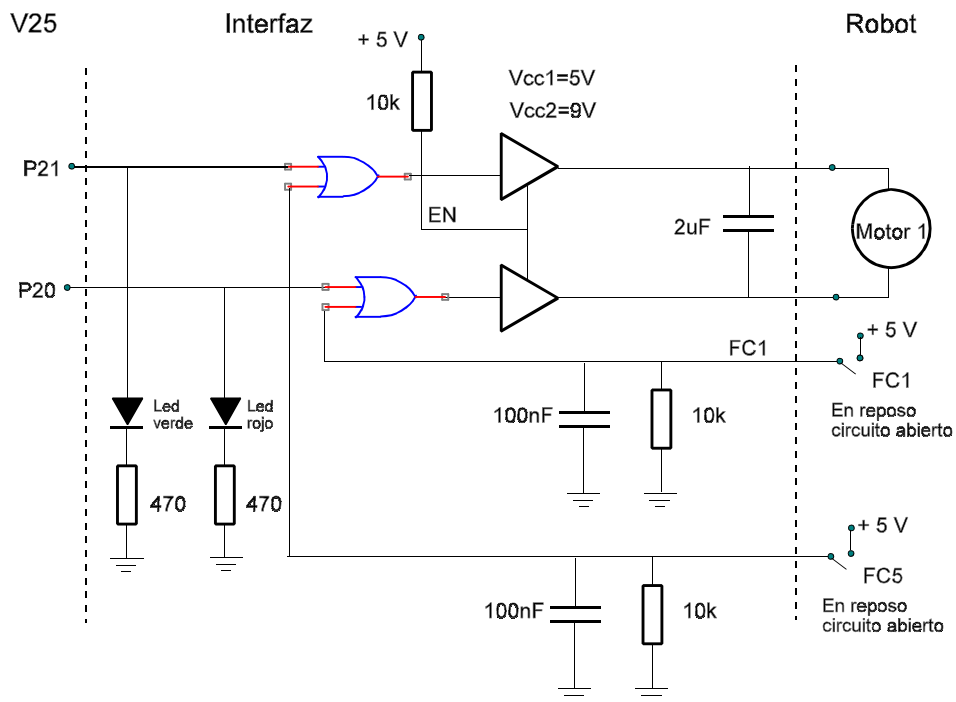 V25
Interfaz
Robot
+ 5 V
10k
Vcc1=5V
Vcc2=9V
P21
EN
2uF
Motor 1
P20
+ 5 V
FC1
FC1
Led
verde
Led
rojo
100nF
10k
En reposo
circuito abierto
470
470
+ 5 V
FC5
100nF
10k
En reposo
circuito abierto